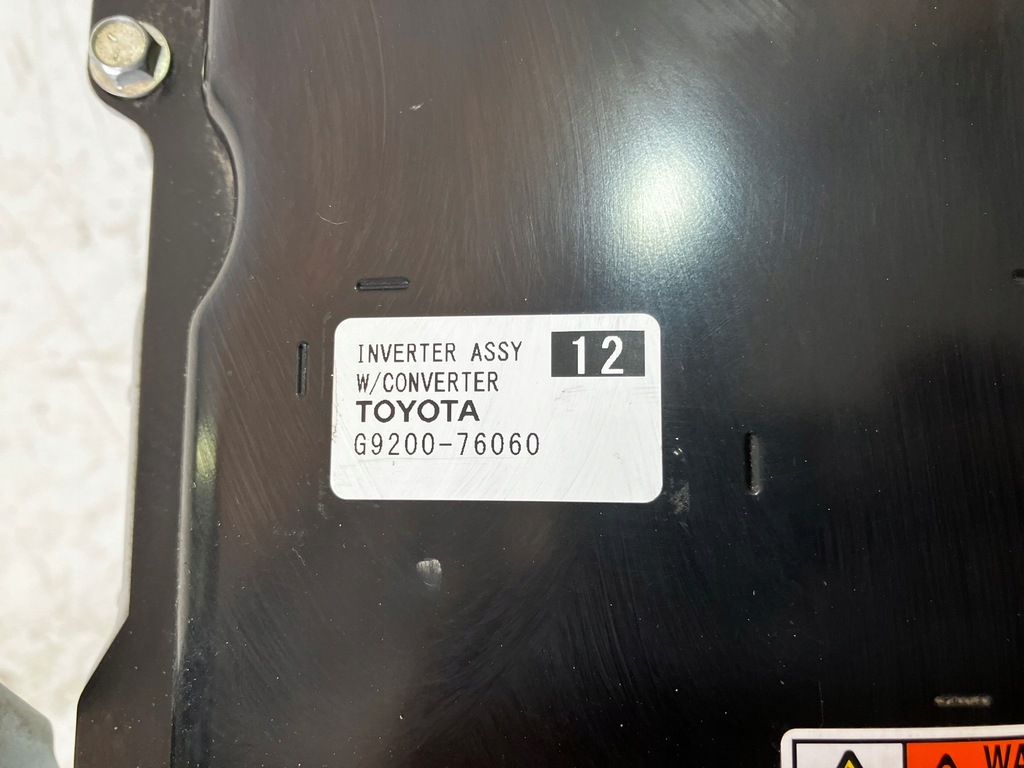 INVERTER ASSY 12
W/CONVERTER
TOYOTA
G9200-76060